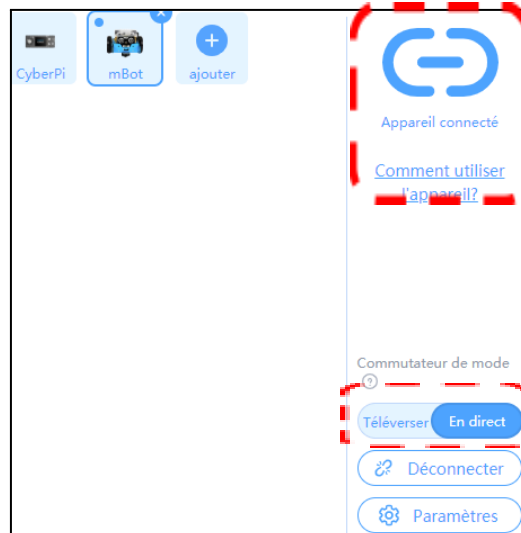 CyberPi
mBot
ajouter
Appareil connecté
Comment utiliser
l'appareil?
Commutateur de mode
?
Téléverser
En direct
Déconnecter
Paramètres